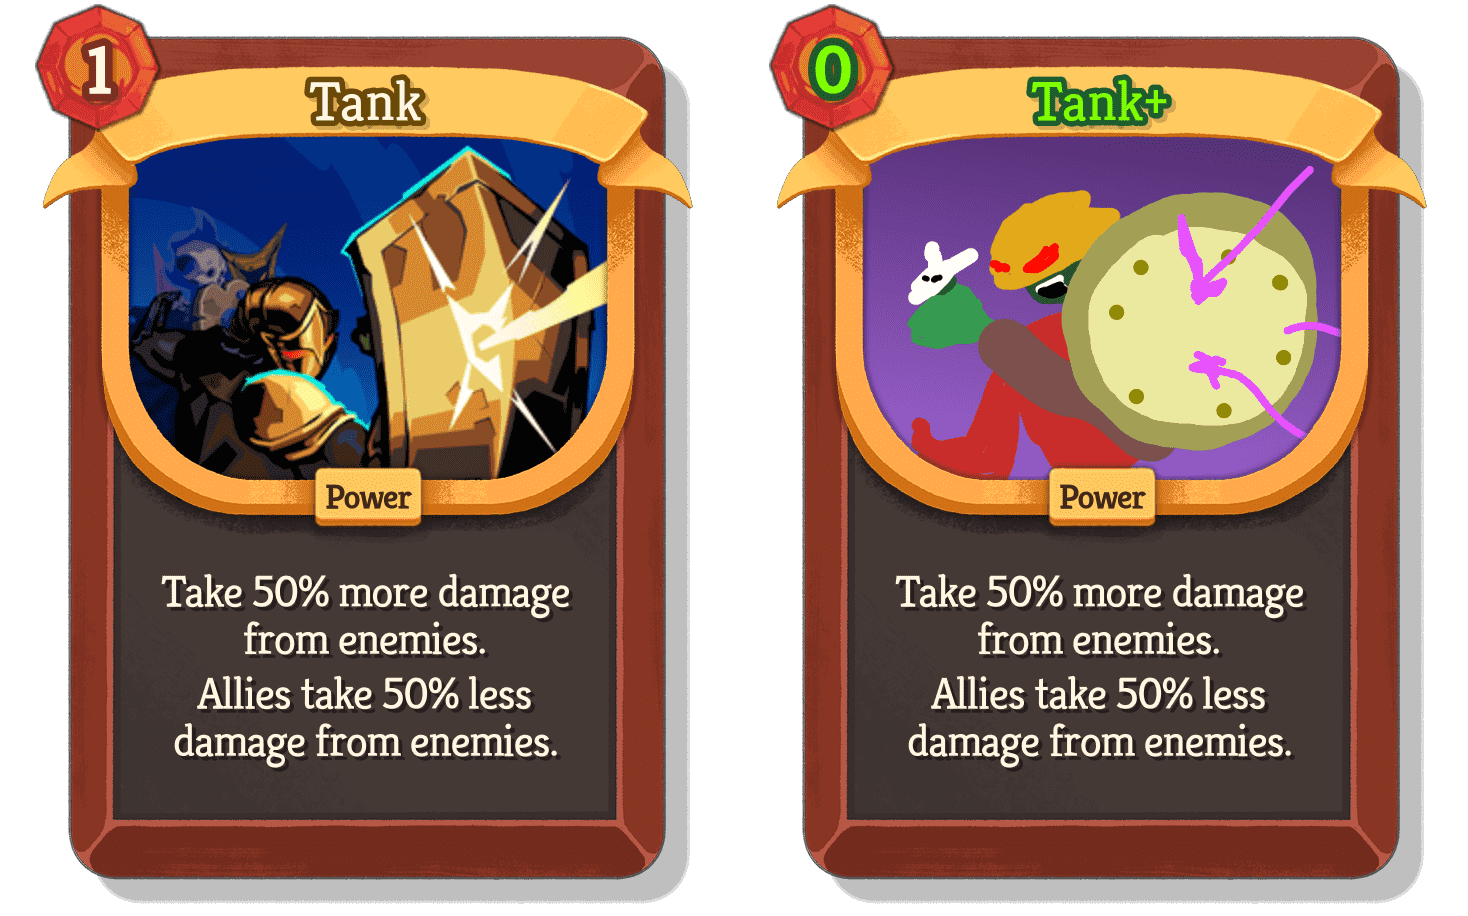 1
Tank
Power
Take 50% more damage
from enemies.
Allies take 50% less
damage from enemies.
0
Tank+
Power
Take 50% more damage
from enemies.
Allies take 50% less
damage from enemies.